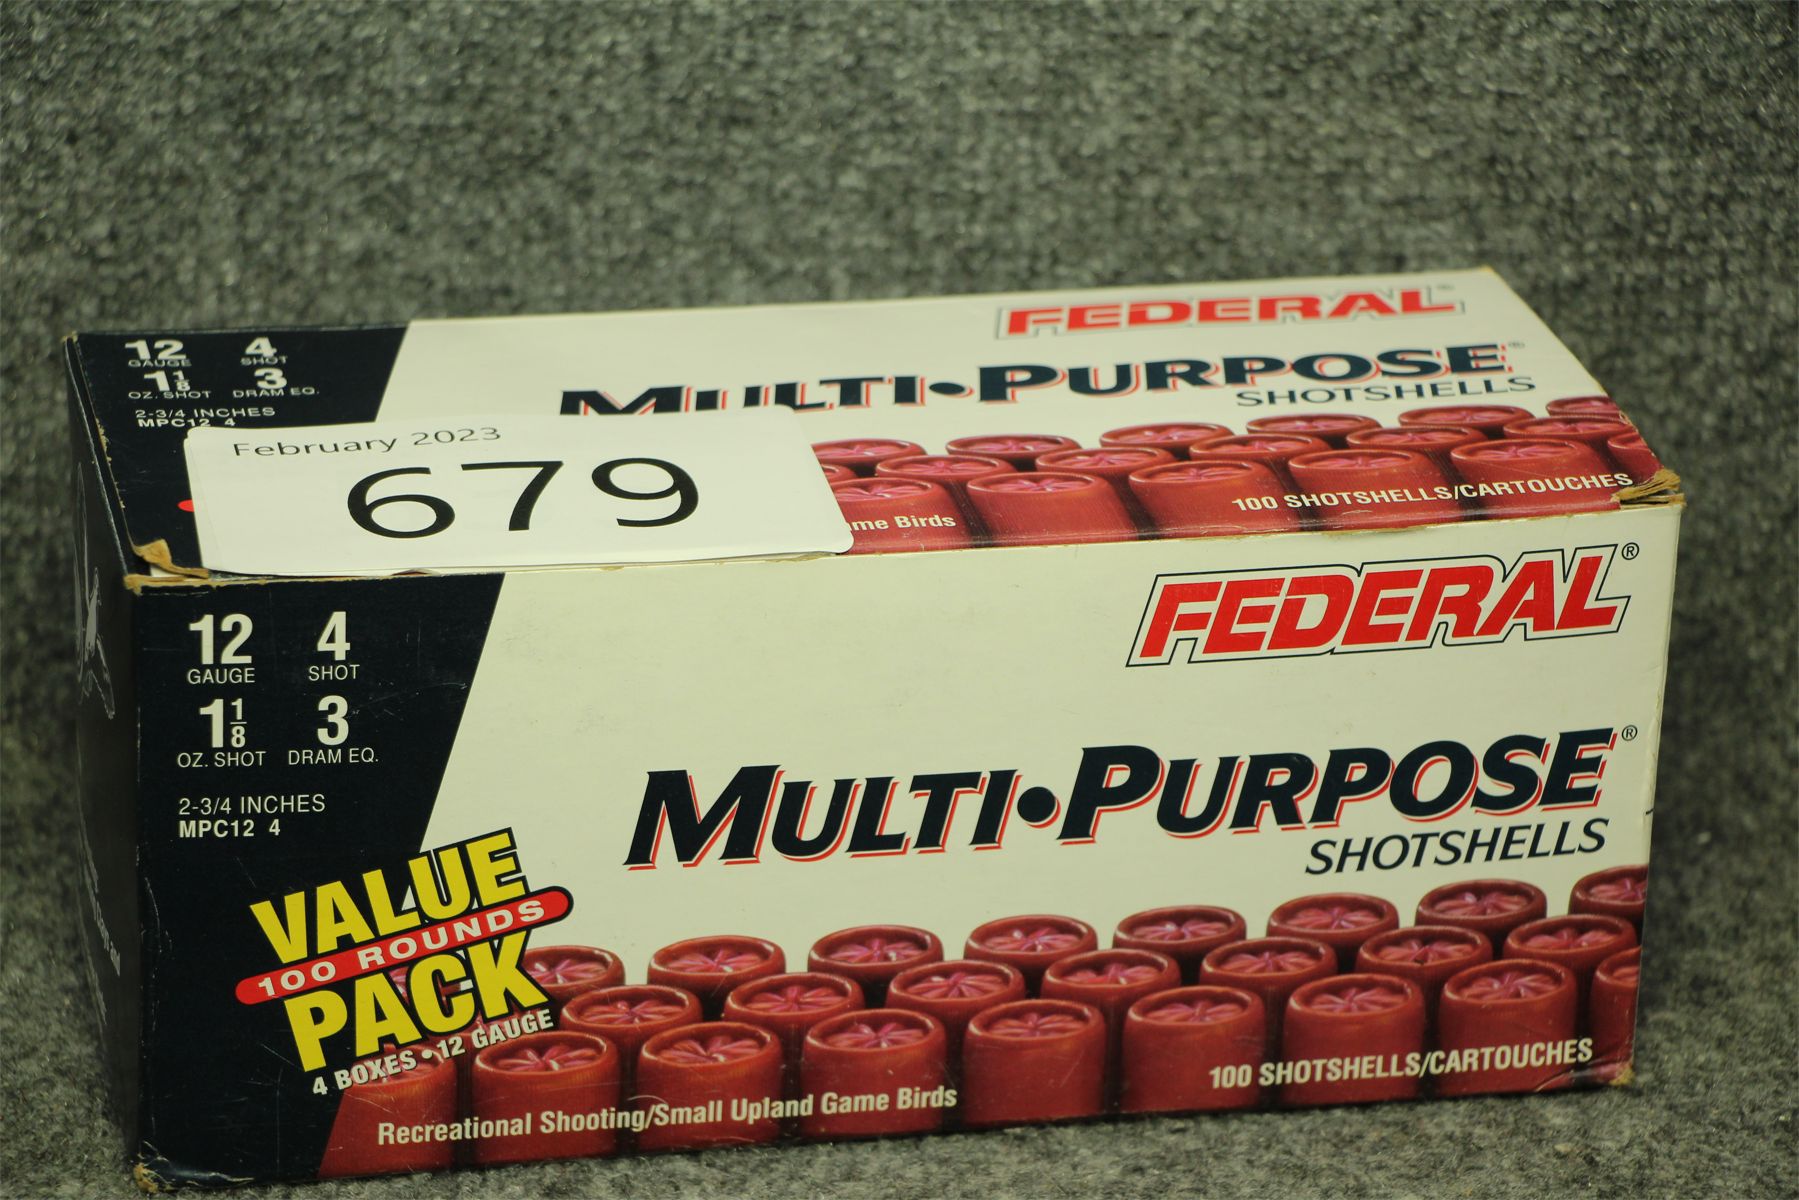 FEDERAL®
12 4
GAUGE SHOT
1 1/8 3
OZ. SHOT DRAM EQ.
2-3/4 INCHES
MPC12 4
MULTI•PURPOSE®
SHOTSHELLS
February 2023
679
Game Birds
100 SHOTSHELLS/CARTOUCHES
FEDERAL®
12 4
GAUGE SHOT
1 1/8 3
OZ. SHOT DRAM EQ.
2-3/4 INCHES
MPC12 4
MULTI•PURPOSE®
SHOTSHELLS
VALUE
100 ROUNDS
PACK
4 BOXES • 12 GAUGE
Recreational Shooting/Small Upland Game Birds
100 SHOTSHELLS/CARTOUCHES